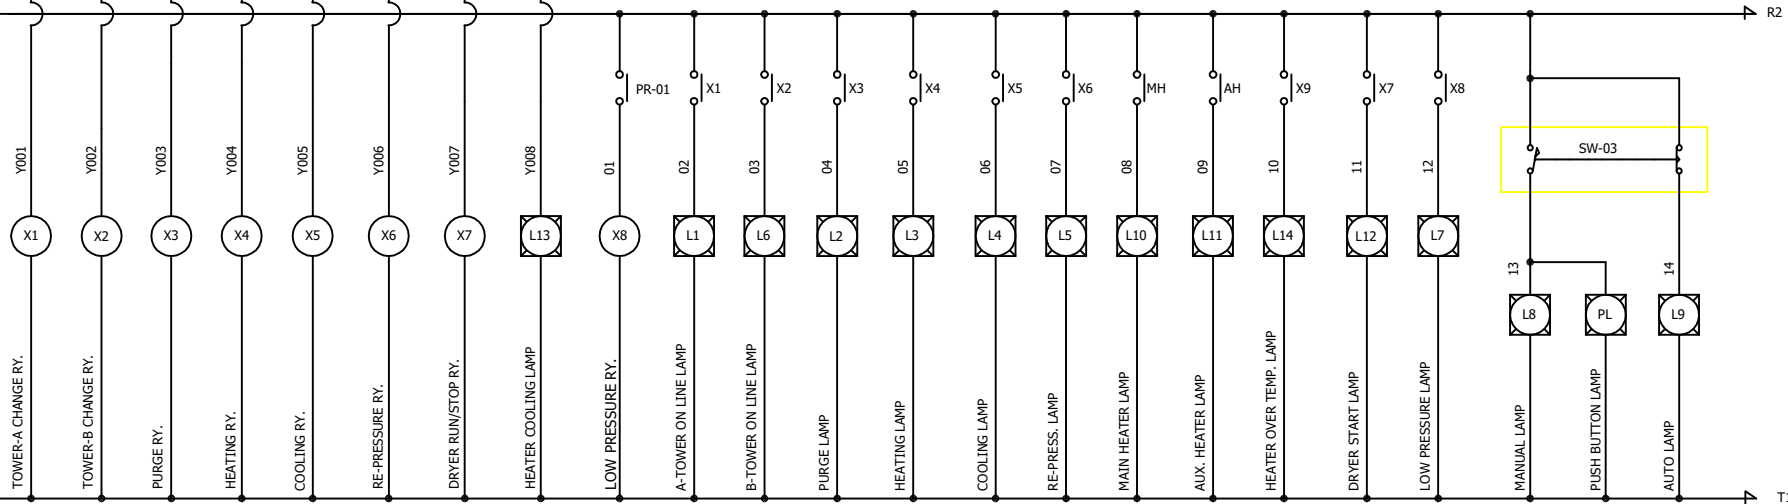 R2
PR-01
X1
X2
X3
X4
X5
X6
MH
AH
X9
X7
X8
SW-03
Y001
Y002
Y003
Y004
Y005
Y006
Y007
Y008
01
02
03
04
05
06
07
08
09
10
11
12
X1
X2
X3
X4
X5
X6
X7
L13
X8
L1
L6
L2
L3
L4
L5
L10
L11
L14
L12
L7
13
14
L8
PL
L9
TOWER-A CHANGE RY.
TOWER-B CHANGE RY.
PURGE RY.
HEATING RY.
COOLING RY.
RE-PRESSURE RY.
DRYER RUN/STOP RY.
HEATER COOLING LAMP
LOW PRESSURE RY.
A-TOWER ON LINE LAMP
B-TOWER ON LINE LAMP
PURGE LAMP
HEATING LAMP
COOLING LAMP
RE-PRESS. LAMP
MAIN HEATER LAMP
AUX. HEATER LAMP
HEATER OVER TEMP. LAMP
DRYER START LAMP
LOW PRESSURE LAMP
MANUAL LAMP
PUSH BUTTON LAMP
AUTO LAMP